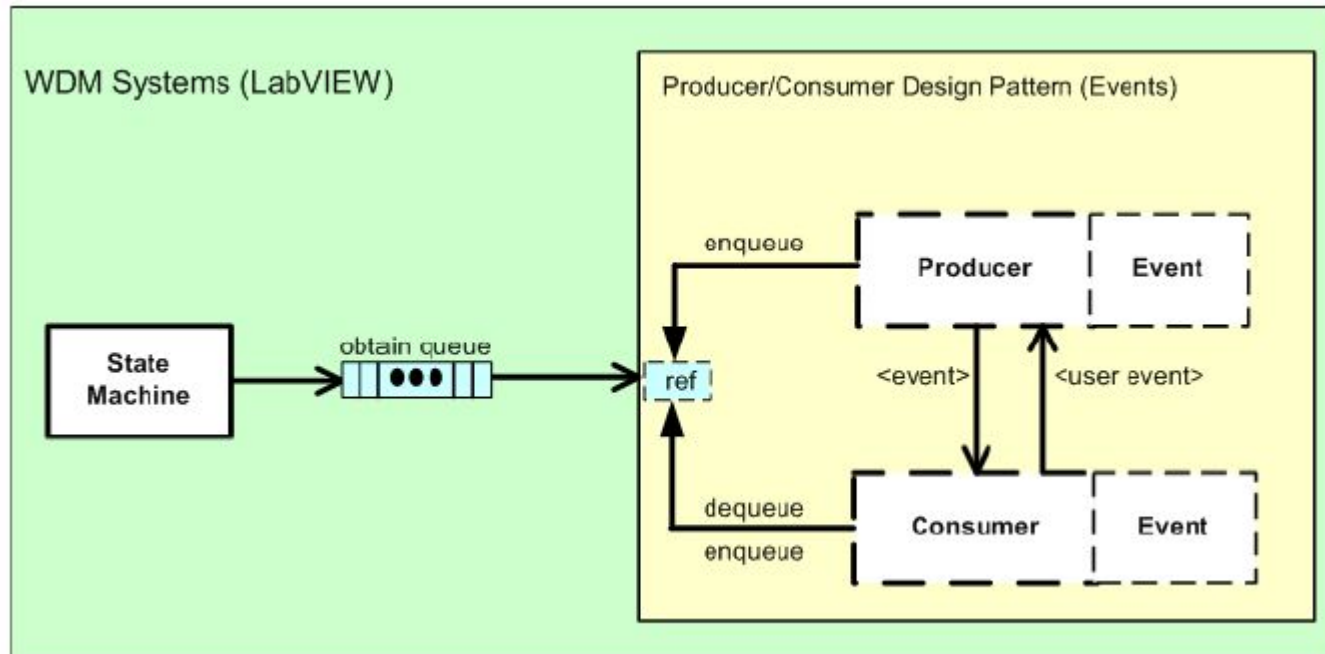 WDM Systems (LabVIEW)
Producer/Consumer Design Pattern (Events)
enqueue
Producer
Event
State
Machine
obtain queue
ref
<event>
<user event>
dequeue
enqueue
Consumer
Event